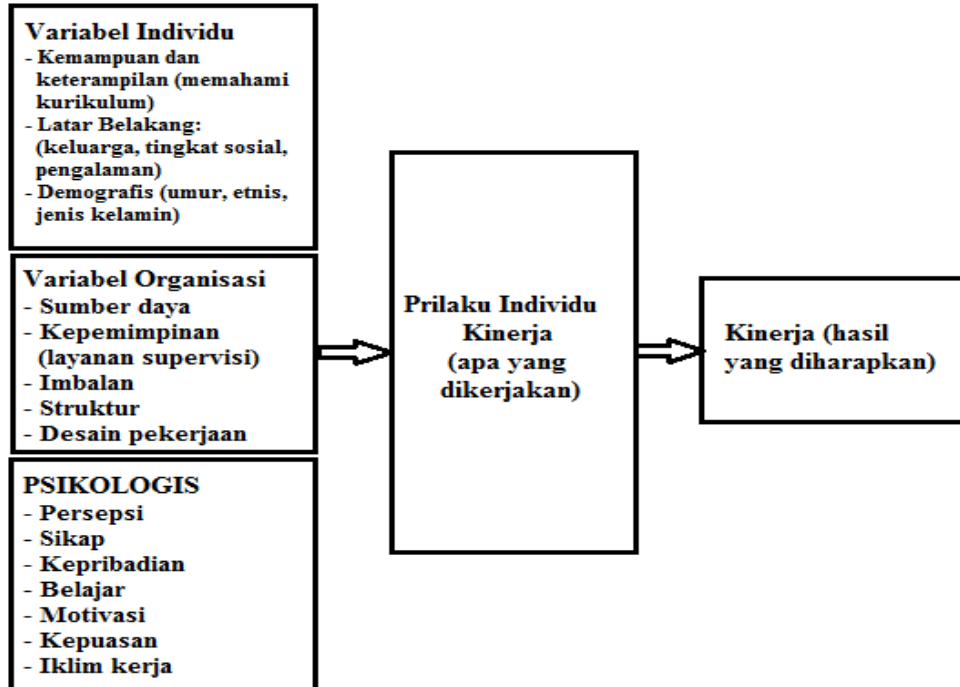 Variabel Individu
- Kemampuan dan
keterampilan (memahami
kurikulum)
- Latar Belakang:
(keluarga, tingkat sosial,
pengalaman)
- Demografis (umur, etnis,
jenis kelamin)
Variabel Organisasi
- Sumber daya
- Kepemimpinan
(layanan supervisi)
- Imbalan
- Struktur
- Desain pekerjaan
PSIKOLOGIS
- Persepsi
- Sikap
- Kepribadian
- Belajar
- Motivasi
- Kepuasan
- Iklim kerja
Prilaku Individu
Kinerja
(apa yang
dikerjakan)
Kinerja (hasil
yang diharapkan)